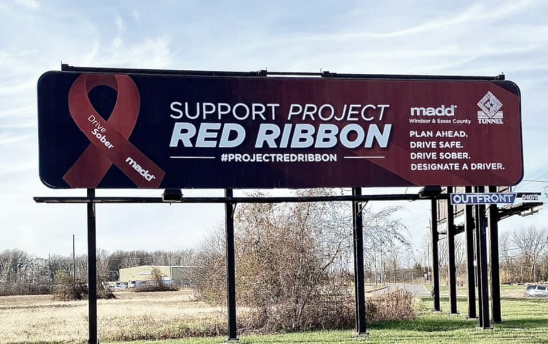 Drive
Sober
madd
SUPPORT PROJECT
RED RIBBON
#PROJECTREDRIBBON
madd
Windsor & Essex County
TUNNEL
PLAN AHEAD.
DRIVE SAFE.
DRIVE SOBER.
DESIGNATE A DRIVER.
OUTFRONT